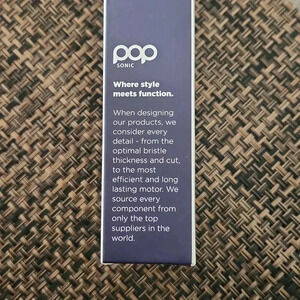 pop
SONIC
Where style
meets function.
When designing
our products, we
consider every
detail - from the
optimal bristle
thickness and cut,
to the most
efficient and long
lasting motor. We
source every
component from
only the top
suppliers in the
world.